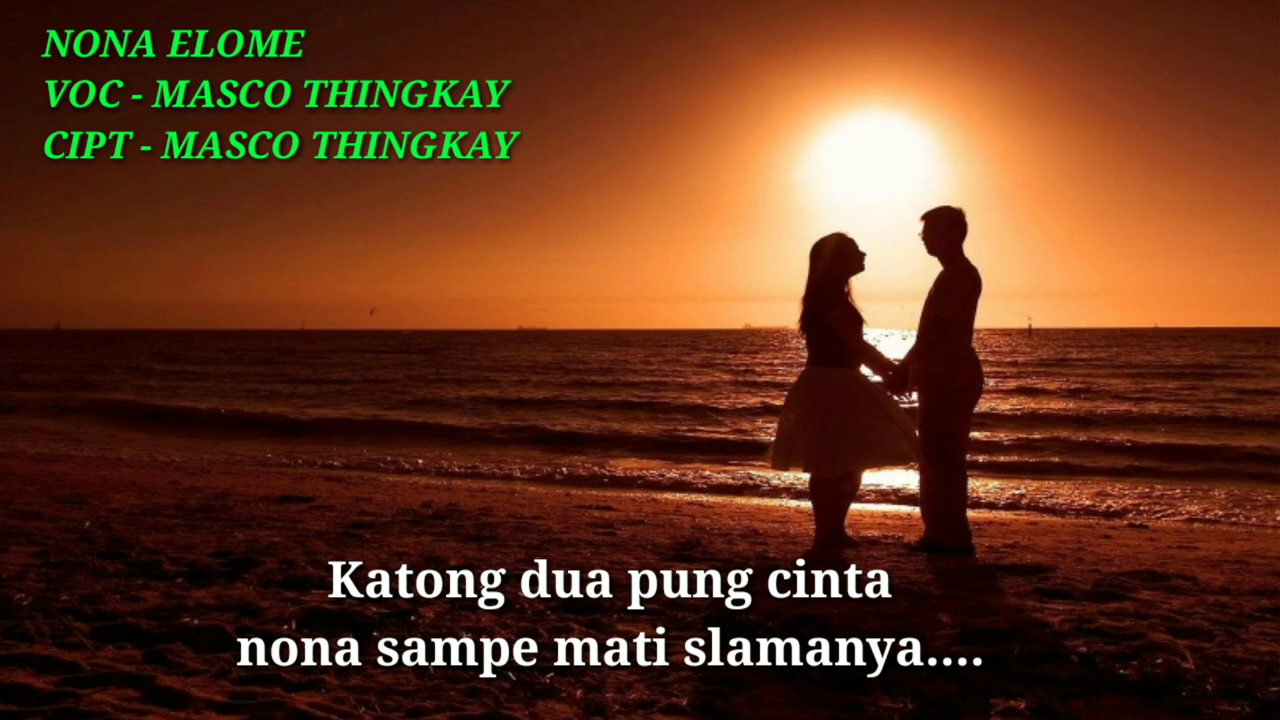 NONA ELOME
VOC - MASCO THINGKAY
CIPT - MASCO THINGKAY
Katong dua pung cinta
nona sampe mati slamanya....